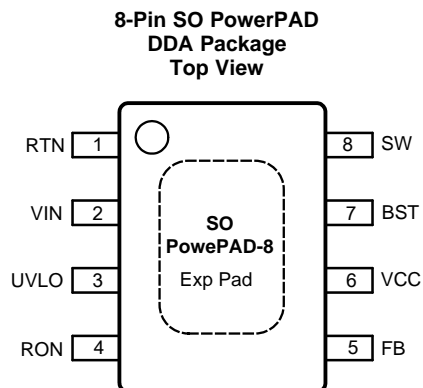 8-Pin SO PowerPAD
DDA Package
Top View
RTN 1 8 SW
VIN 2 7 BST
SO
PowePAD-8
UVLO 3 Exp Pad 6 VCC
RON 4 5 FB